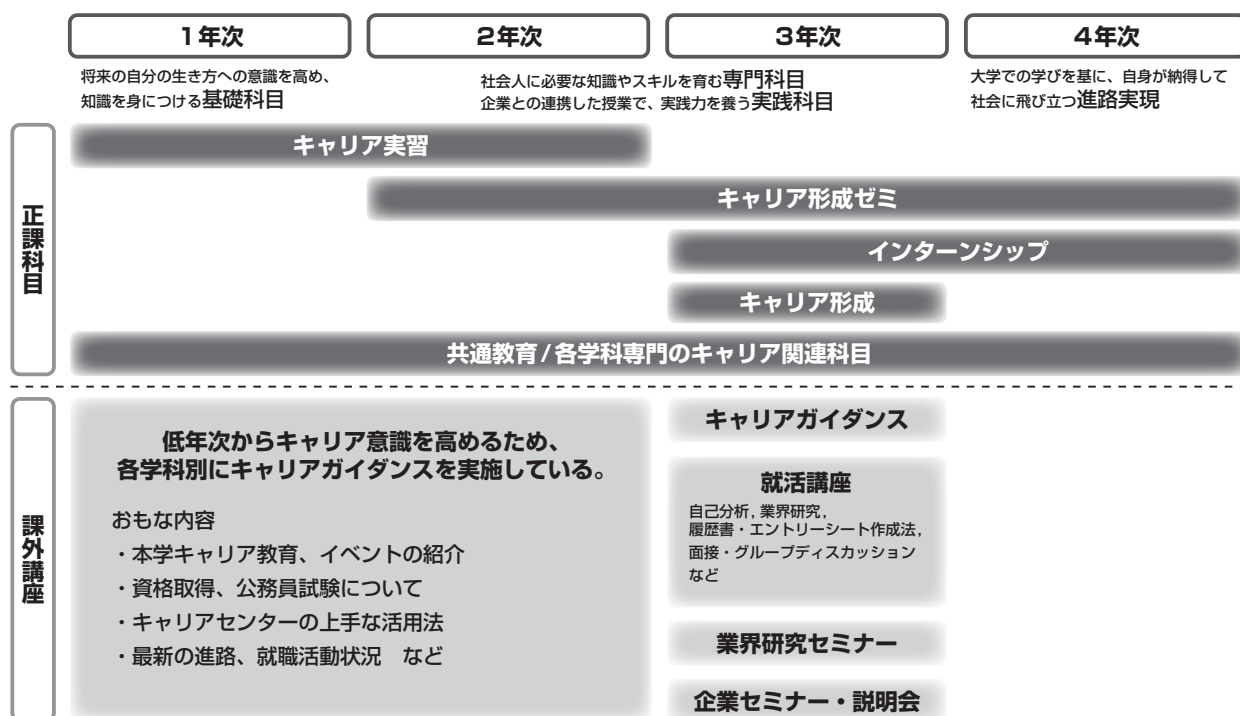 1年次
2年次
3年次
4年次
将来の自分の生き方への意識を高め、
知識を身につける基礎科目
社会人に必要な知識やスキルを育む専門科目
企業との連携した授業で、実践力を養う実践科目
大学での学びを基に、自身が納得して
社会に飛び立つ進路実現
正課科目
キャリア実習
キャリア形成ゼミ
インターンシップ
キャリア形成
共通教育/各学科専門のキャリア関連科目
課外講座
低年次からキャリア意識を高めるため、
各学科別にキャリアガイダンスを実施している。
おもな内容
・本学キャリア教育、イベントの紹介
・資格取得、公務員試験について
・キャリアセンターの上手な活用法
・最新の進路、就職活動状況　など
キャリアガイダンス
就活講座
自己分析, 業界研究,
履歴書・エントリーシート作成法,
面接・グループディスカッション
など
業界研究セミナー
企業セミナー・説明会